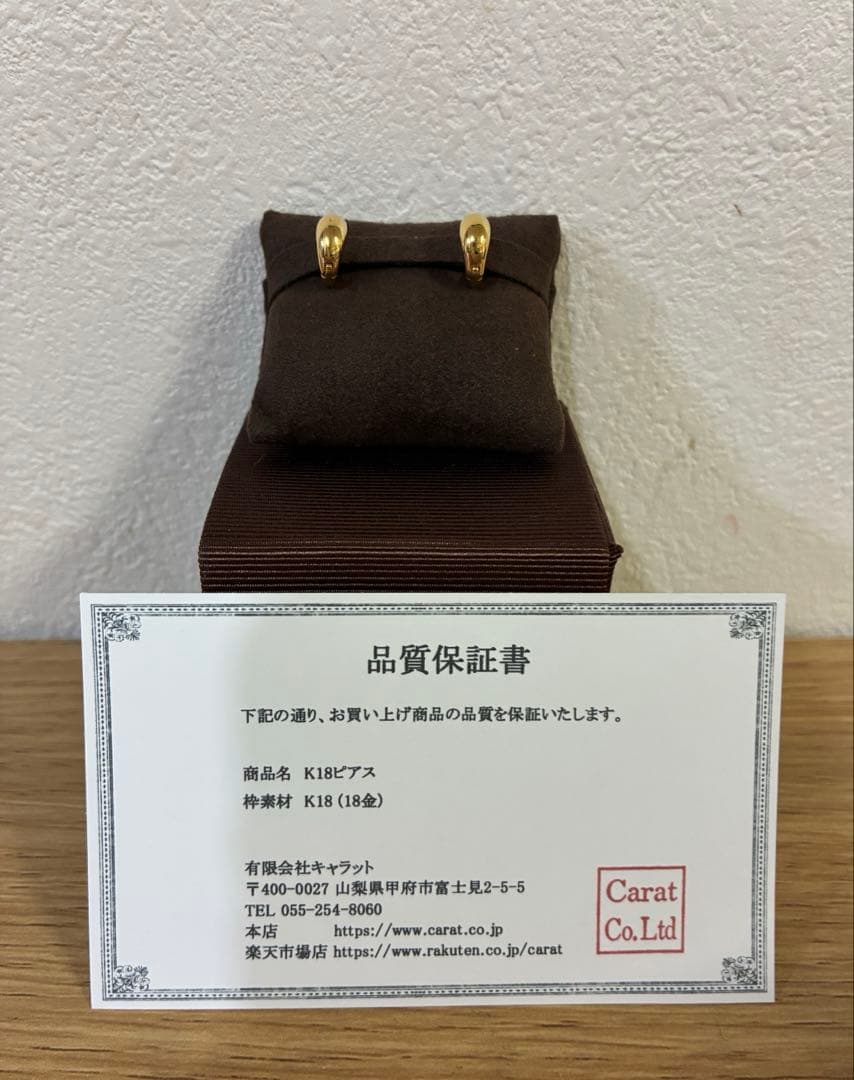 品質保証書
下記の通り、お買い上げ商品の品質を保証いたします。
商品名 K18ピアス
枠素材 K18 (18金)
有限会社キャラット
〒400-0027 山梨県甲府市富士見2-5-5
TEL 055-254-8060
本店 https://www.carat.co.jp
楽天市場店 https://www.rakuten.co.jp/carat
Carat
Co.Ltd